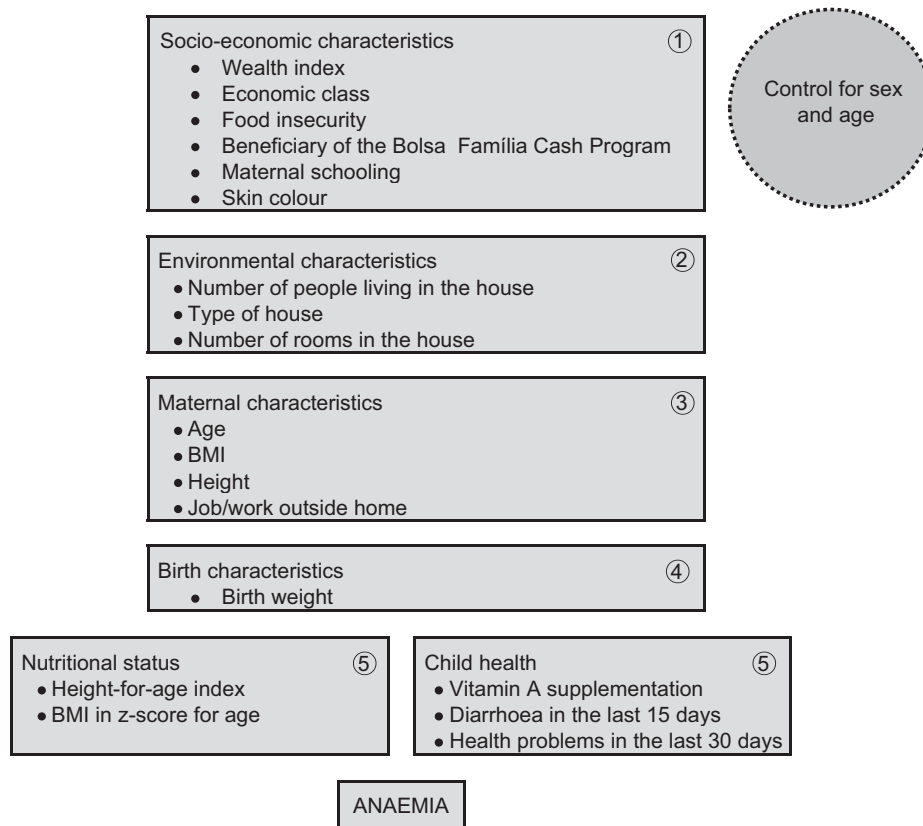 Socio-economic characteristics ①
• Wealth index
• Economic class
• Food insecurity
• Beneficiary of the Bolsa Família Cash Program
• Maternal schooling
• Skin colour
Control for sex
and age
Environmental characteristics ②
• Number of people living in the house
• Type of house
• Number of rooms in the house
Maternal characteristics ③
• Age
• BMI
• Height
• Job/work outside home
Birth characteristics ④
• Birth weight
Nutritional status ⑤
• Height-for-age index
• BMI in z-score for age
Child health ⑤
• Vitamin A supplementation
• Diarrhoea in the last 15 days
• Health problems in the last 30 days
ANAEMIA